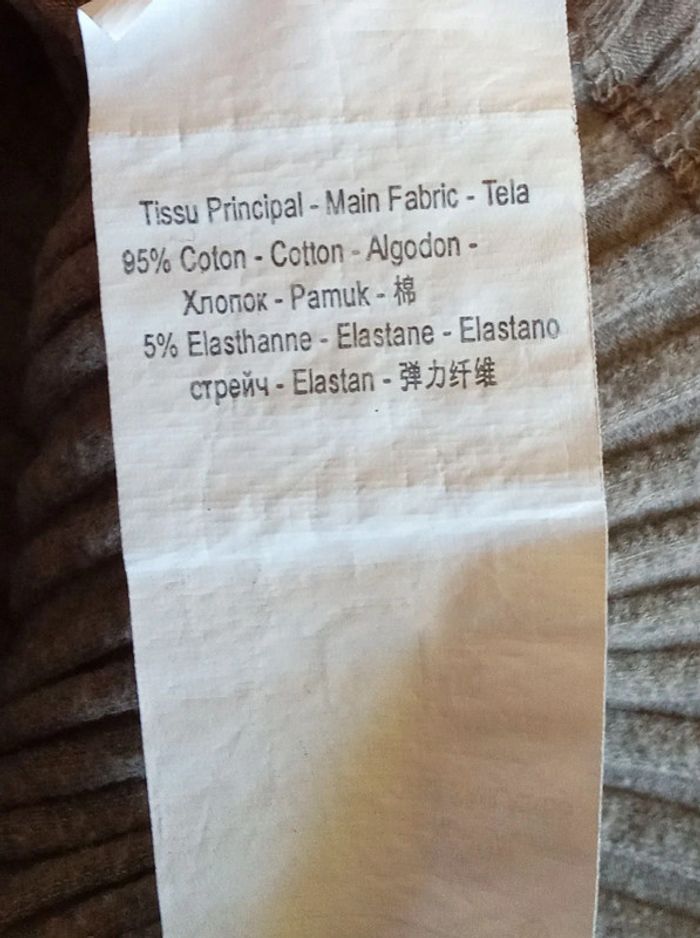 Tissu Principal - Main Fabric - Tela
95% Coton - Cotton - Algodon -
Хлопок - Pamuk - 棉
5% Elasthanne - Elastane - Elastano
стрейч - Elastan - 弹力纤维